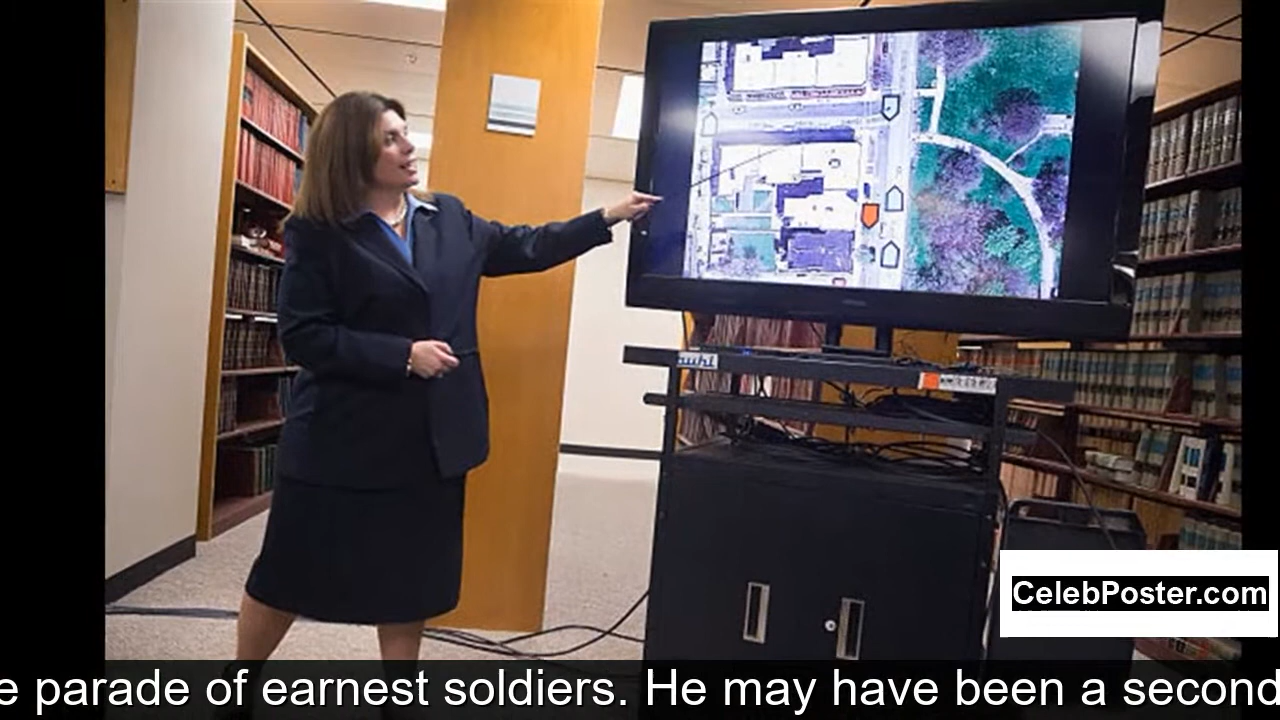 CelebPoster.com
e parade of earnest soldiers. He may have been a second